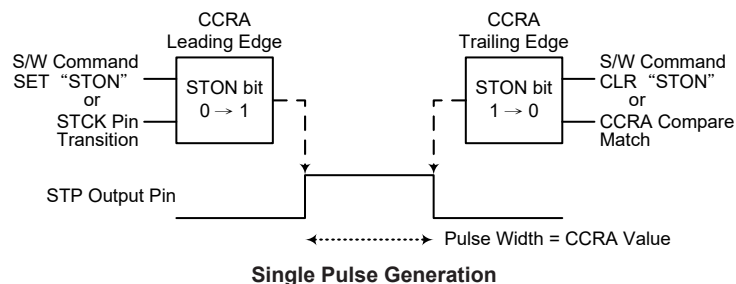 CCRA
Leading Edge
S/W Command
SET “STON”
or
STCK Pin
Transition
STON bit
0 → 1
CCRA
Trailing Edge
STON bit
1 → 0
S/W Command
CLR “STON”
or
CCRA Compare
Match
STP Output Pin
Pulse Width = CCRA Value
Single Pulse Generation